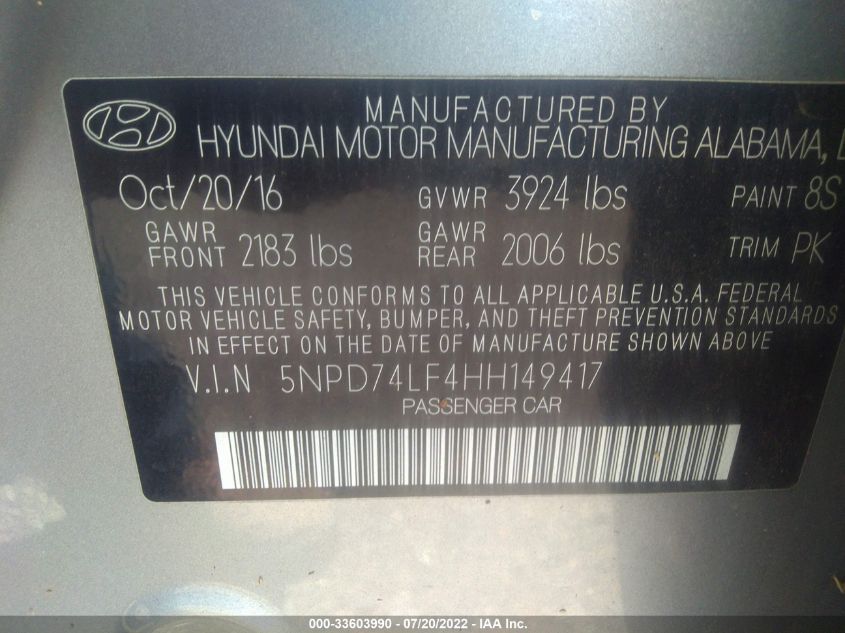 MANUFACTURED BY
HYUNDAI MOTOR MANUFACTURING ALABAMA,
Oct/20/16 GVWR 3924 lbs PAINT 8S
GAWR FRONT 2183 lbs GAWR REAR 2006 lbs TRIM PK
THIS VEHICLE CONFORMS TO ALL APPLICABLE U.S.A. FEDERAL
MOTOR VEHICLE SAFETY, BUMPER, AND THEFT PREVENTION STANDARDS
IN EFFECT ON THE DATE OF MANUFACTURE SHOWN ABOVE
V.I.N 5NPD74LF4HH149417
PASSENGER CAR
000-33603990 - 07/20/2022 - IAA Inc.